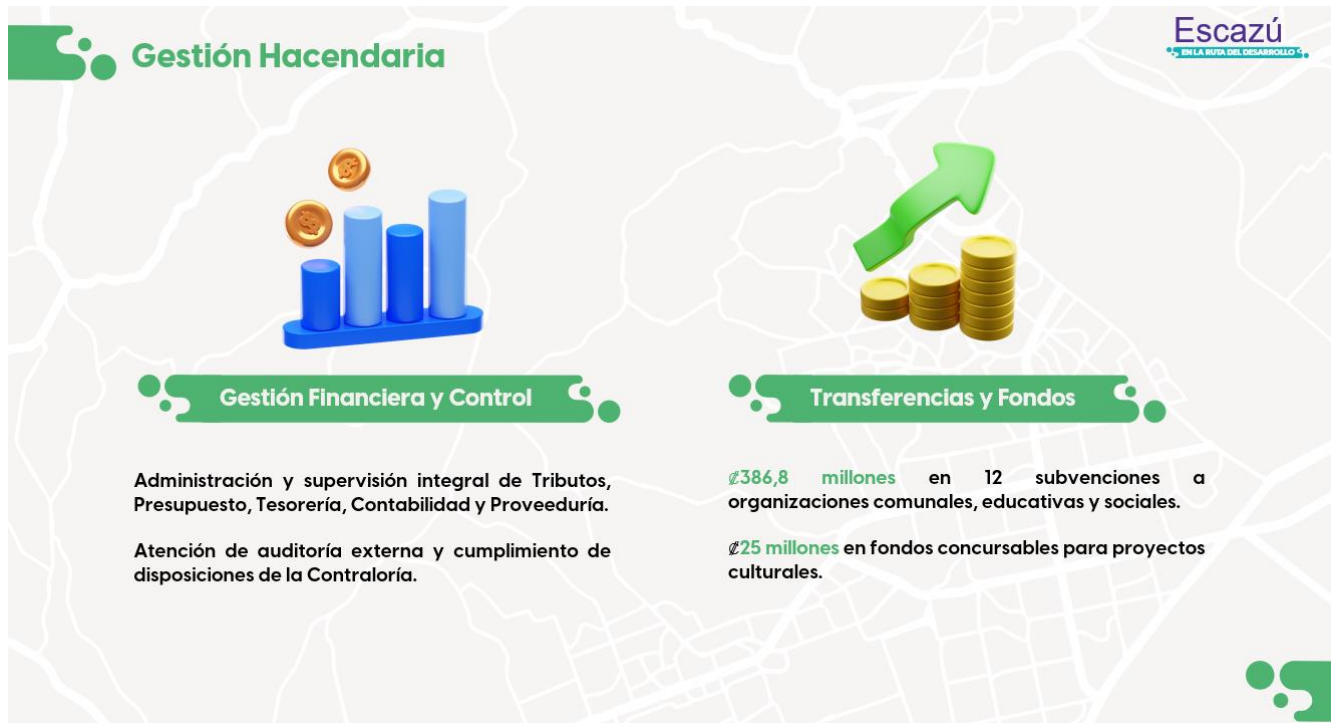 Gestión Hacendaria
Escazú
EN LA RUTA DEL DESARROLLO
Gestión Financiera y Control
Administración y supervisión integral de Tributos,
Presupuesto, Tesorería, Contabilidad y Proveeduría.
Atención de auditoría externa y cumplimiento de
disposiciones de la Contraloría.
Transferencias y Fondos
₡386,8 millones en 12 subvenciones a
organizaciones comunales, educativas y sociales.
₡25 millones en fondos concursables para proyectos
culturales.